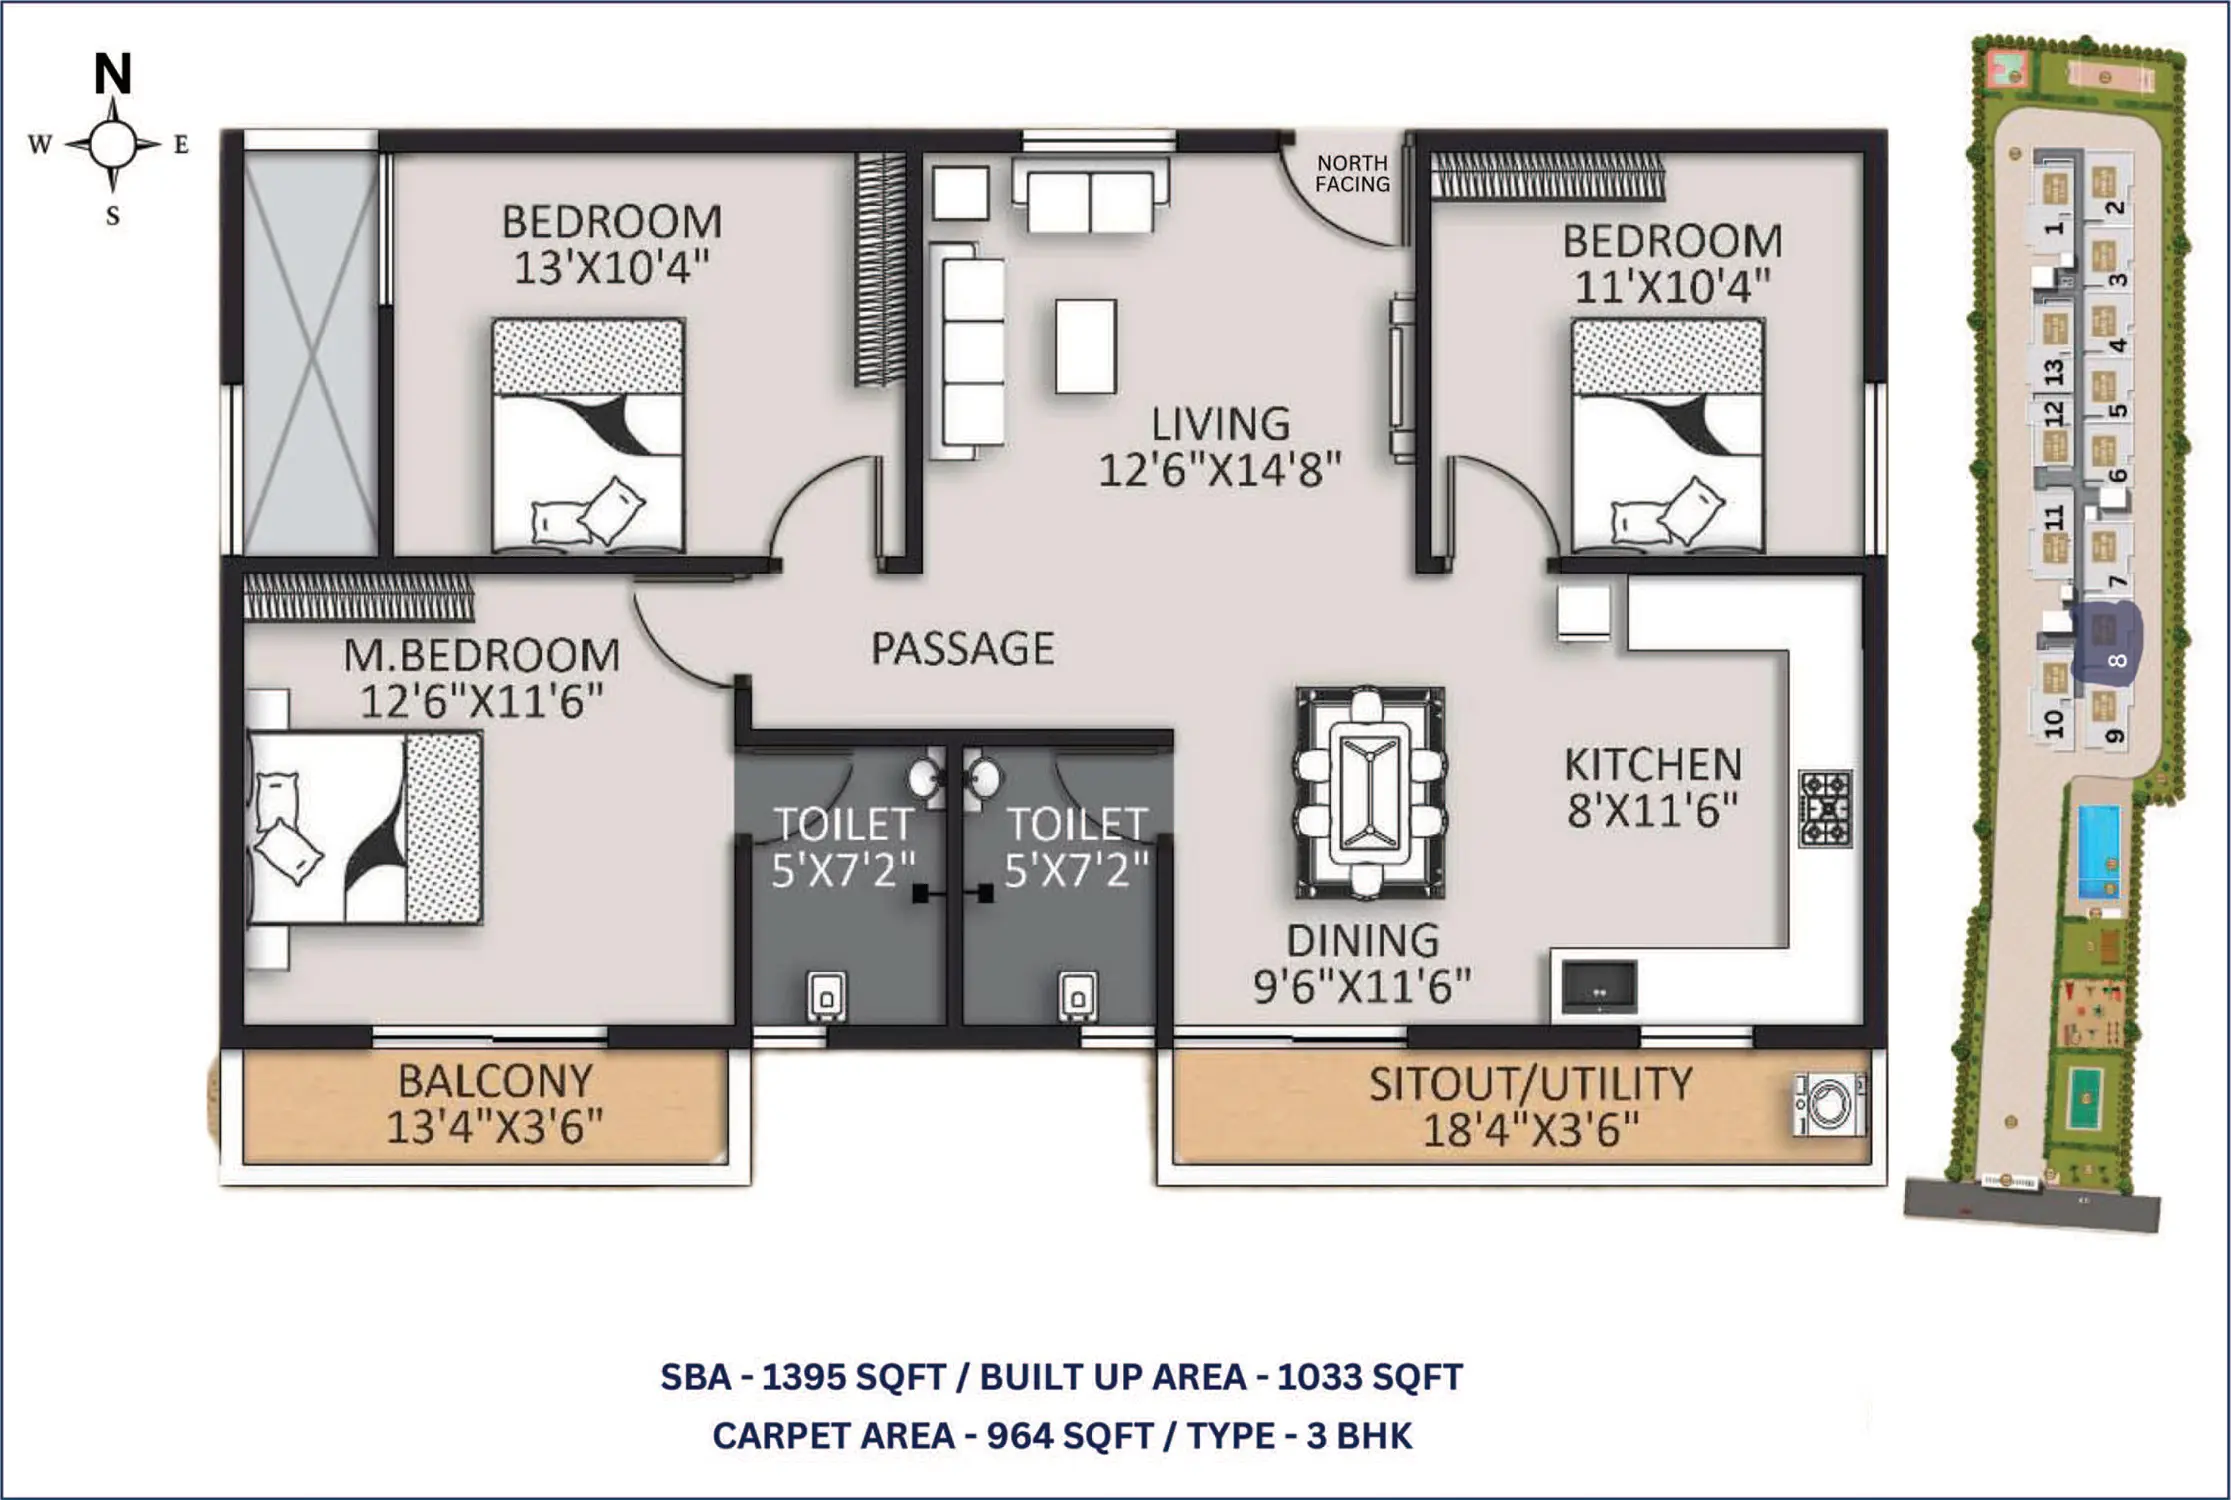 N
W
E
S
NORTH
FACING
BEDROOM
13'X10'4"
BEDROOM
11'X10'4"
LIVING
12'6"X14'8"
PASSAGE
M.BEDROOM
12'6"X11'6"
TOILET
5'X7'2"
TOILET
5'X7'2"
KITCHEN
8'X11'6"
DINING
9'6"X11'6"
BALCONY
13'4"X3'6"
SITOUT/UTILITY
18'4"X3'6"
1
2
3
13
4
12
5
6
11
7
8
10
9
SBA - 1395 SQFT / BUILT UP AREA - 1033 SQFT
CARPET AREA - 964 SQFT / TYPE - 3 BHK